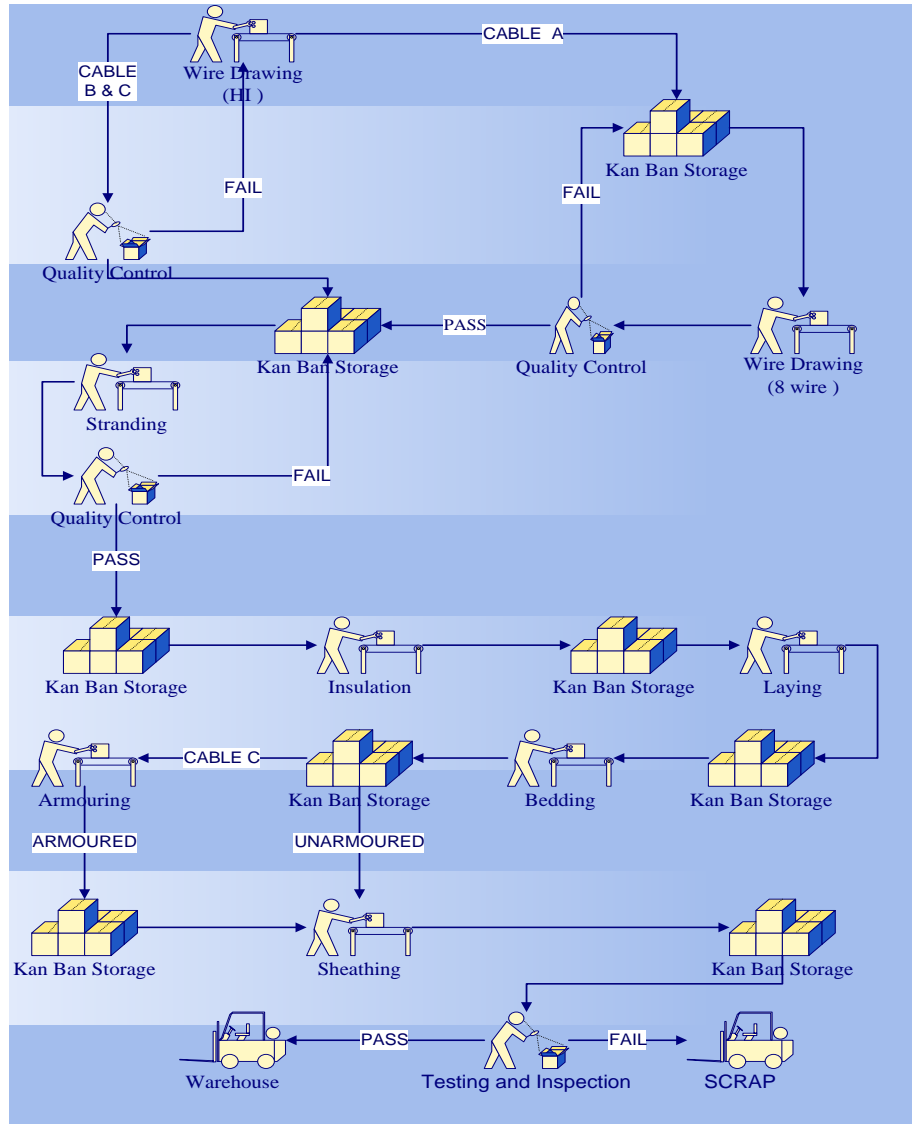 CABLE A
CABLE
B & C
Wire Drawing
(HI )
Kan Ban Storage
FAIL
FAIL
Quality Control
PASS
Kan Ban Storage
Quality Control
Wire Drawing
(8 wire )
Stranding
FAIL
Quality Control
PASS
Kan Ban Storage
Insulation
Kan Ban Storage
Laying
CABLE C
Armouring
Kan Ban Storage
Bedding
Kan Ban Storage
ARMOURED
UNARMOURED
Kan Ban Storage
Sheathing
Kan Ban Storage
PASS
FAIL
Warehouse
Testing and Inspection
SCRAP